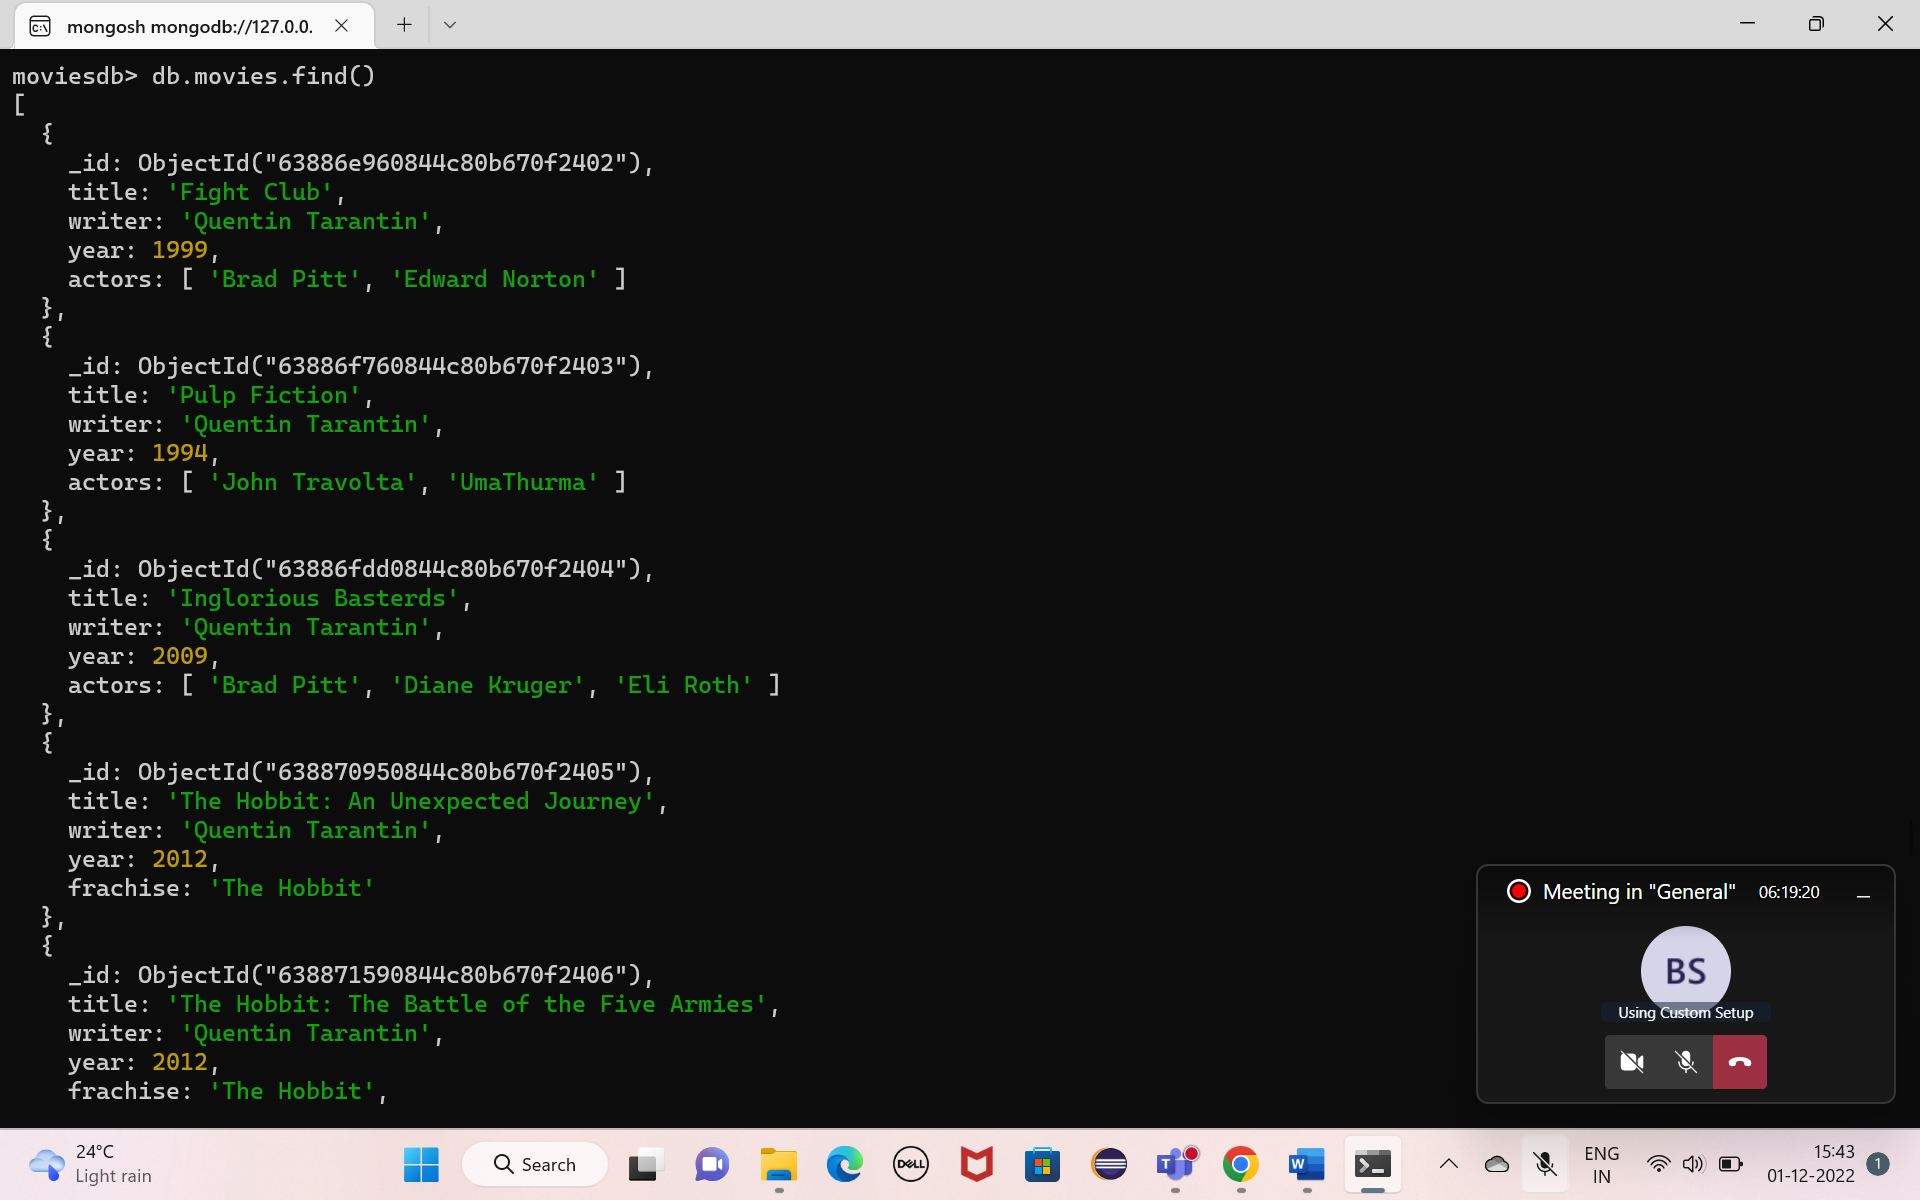 mongosh mongodb://127.0.0.
moviesdb> db.movies.find()
[
  {
    _id: ObjectId("63886e960844c80b670f2402"),
    title: 'Fight Club',
    writer: 'Quentin Tarantin',
    year: 1999,
    actors: [ 'Brad Pitt', 'Edward Norton' ]
  },
  {
    _id: ObjectId("63886f760844c80b670f2403"),
    title: 'Pulp Fiction',
    writer: 'Quentin Tarantin',
    year: 1994,
    actors: [ 'John Travolta', 'UmaThurma' ]
  },
  {
    _id: ObjectId("63886fdd0844c80b670f2404"),
    title: 'Inglorious Basterds',
    writer: 'Quentin Tarantin',
    year: 2009,
    actors: [ 'Brad Pitt', 'Diane Kruger', 'Eli Roth' ]
  },
  {
    _id: ObjectId("638870950844c80b670f2405"),
    title: 'The Hobbit: An Unexpected Journey',
    writer: 'Quentin Tarantin',
    year: 2012,
    frachise: 'The Hobbit'
  },
  {
    _id: ObjectId("638871590844c80b670f2406"),
    title: 'The Hobbit: The Battle of the Five Armies',
    writer: 'Quentin Tarantin',
    year: 2012,
    frachise: 'The Hobbit',
Meeting in "General" 06:19:20
BS
Using Custom Setup
24°C
Light rain
Search
DELL
ENG
IN
15:43
01-12-2022
1